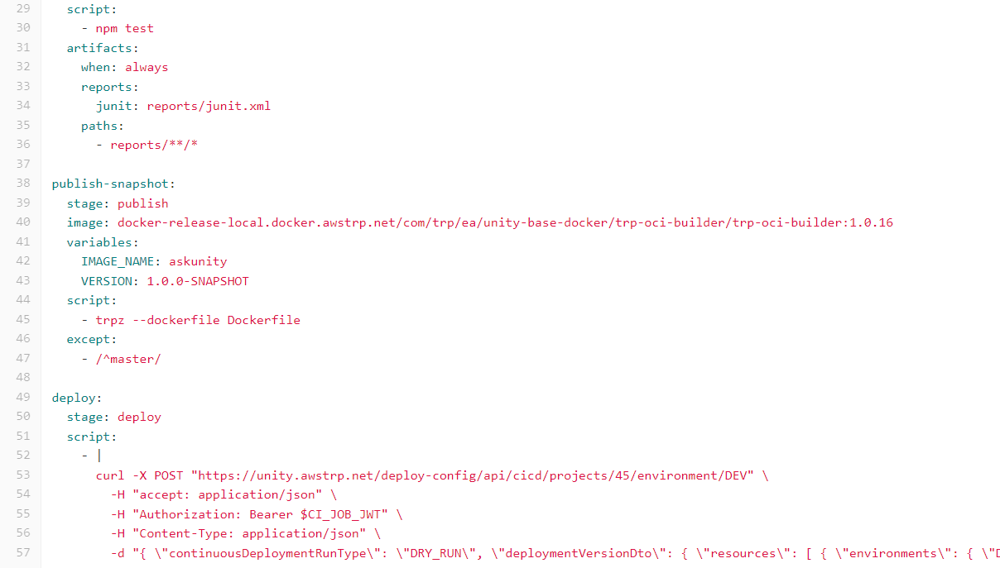 29 script:
30 - npm test
31 artifacts:
32 when: always
33 reports:
34 junit: reports/junit.xml
35 paths:
36 - reports/**/*
37
38 publish-snapshot:
39 stage: publish
40 image: docker-release-local.docker.awstrp.net/com/trp/ea/unity-base-docker/trp-oci-builder/trp-oci-builder:1.0.16
41 variables:
42 IMAGE_NAME: askunity
43 VERSION: 1.0.0-SNAPSHOT
44 script:
45 - trpz --dockerfile Dockerfile
46 except:
47 - /^master/
48
49 deploy:
50 stage: deploy
51 script:
52 - |
53 curl -X POST "https://unity.awstrp.net/deploy-config/api/cicd/projects/45/environment/DEV" \
54 -H "accept: application/json" \
55 -H "Authorization: Bearer $CI_JOB_JWT" \
56 -H "Content-Type: application/json" \
57 -d "{ \"continuousDeploymentRunType\": \"DRY_RUN\", \"deploymentVersionDto\": { \"resources\": [ { \"environments\": { \"D